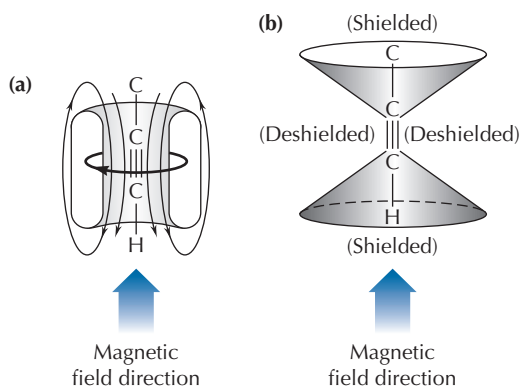 (a)
C
C
C
H
Magnetic
field direction
(b)
(Shielded)
C
C
(Deshielded) (Deshielded)
C
H
(Shielded)
Magnetic
field direction